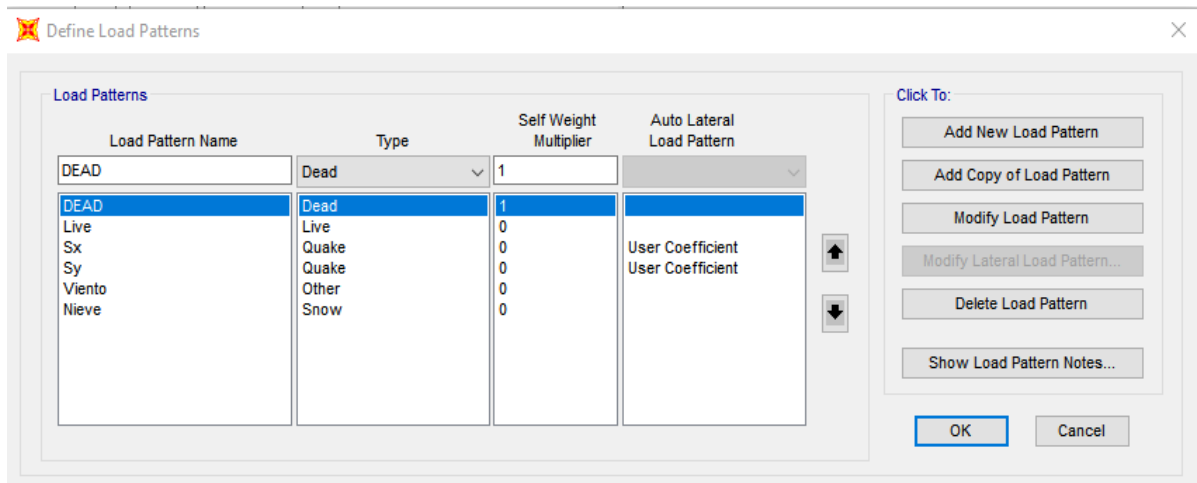 Define Load Patterns
Load Patterns
Click To:
Load Pattern Name Type Self Weight Multiplier Auto Lateral Load Pattern
DEAD Dead 1
DEAD Dead 1
Live Live 0
Sx Quake 0 User Coefficient
Sy Quake 0 User Coefficient
Viento Other 0
Nieve Snow 0
Add New Load Pattern
Add Copy of Load Pattern
Modify Load Pattern
Modify Lateral Load Pattern...
Delete Load Pattern
Show Load Pattern Notes...
OK Cancel